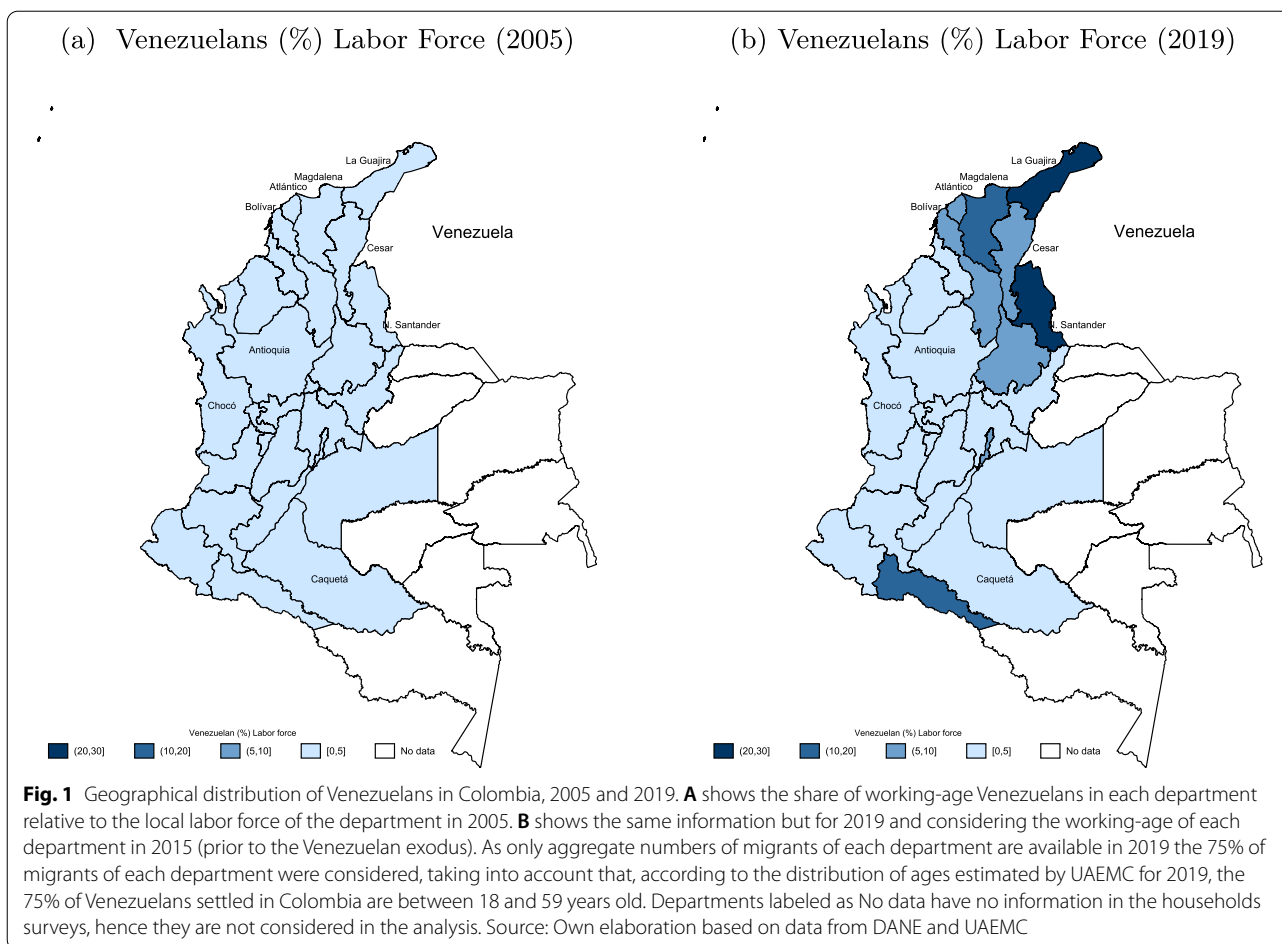 (a) Venezuelans (%) Labor Force (2005)
La Guajira
Magdalena
Atlántico
Bolívar
Venezuela
Cesar
N. Santander
Antioquia
Chocó
Caquetá
Venezuelan (%) Labor force
(20,30] (10,20] (5,10] [0,5] No data
(b) Venezuelans (%) Labor Force (2019)
La Guajira
Magdalena
Atlántico
Bolívar
Venezuela
Cesar
N. Santander
Antioquia
Chocó
Caquetá
Venezuelan (%) Labor force
(20,30] (10,20] (5,10] [0,5] No data
Fig. 1 Geographical distribution of Venezuelans in Colombia, 2005 and 2019. A shows the share of working-age Venezuelans in each department
relative to the local labor force of the department in 2005. B shows the same information but for 2019 and considering the working-age of each
department in 2015 (prior to the Venezuelan exodus). As only aggregate numbers of migrants of each department are available in 2019 the 75% of
migrants of each department were considered, taking into account that, according to the distribution of ages estimated by UAEMC for 2019, the
75% of Venezuelans settled in Colombia are between 18 and 59 years old. Departments labeled as No data have no information in the households
surveys, hence they are not considered in the analysis. Source: Own elaboration based on data from DANE and UAEMC